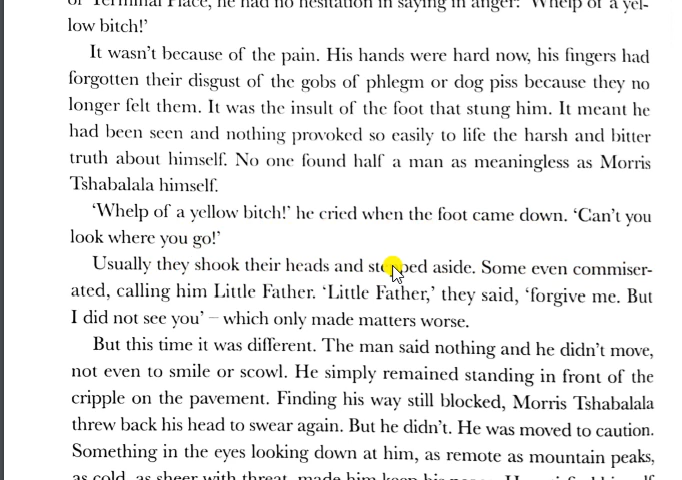 of Terminal Place, he had no hesitation in saying in anger: 'Whelp of a yel-
low bitch!'
It wasn't because of the pain. His hands were hard now, his fingers had
forgotten their disgust of the gobs of phlegm or dog piss because they no
longer felt them. It was the insult of the foot that stung him. It meant he
had been seen and nothing provoked so easily to life the harsh and bitter
truth about himself. No one found half a man as meaningless as Morris
Tshabalala himself.
'Whelp of a yellow bitch!' he cried when the foot came down. 'Can't you
look where you go!'
Usually they shook their heads and stepped aside. Some even commiser-
ated, calling him Little Father. 'Little Father,' they said, 'forgive me. But
I did not see you' – which only made matters worse.
But this time it was different. The man said nothing and he didn't move,
not even to smile or scowl. He simply remained standing in front of the
cripple on the pavement. Finding his way still blocked, Morris Tshabalala
threw back his head to swear again. But he didn't. He was moved to caution.
Something in the eyes looking down at him, as remote as mountain peaks,
as cold, as sheer with threat, made him keep his